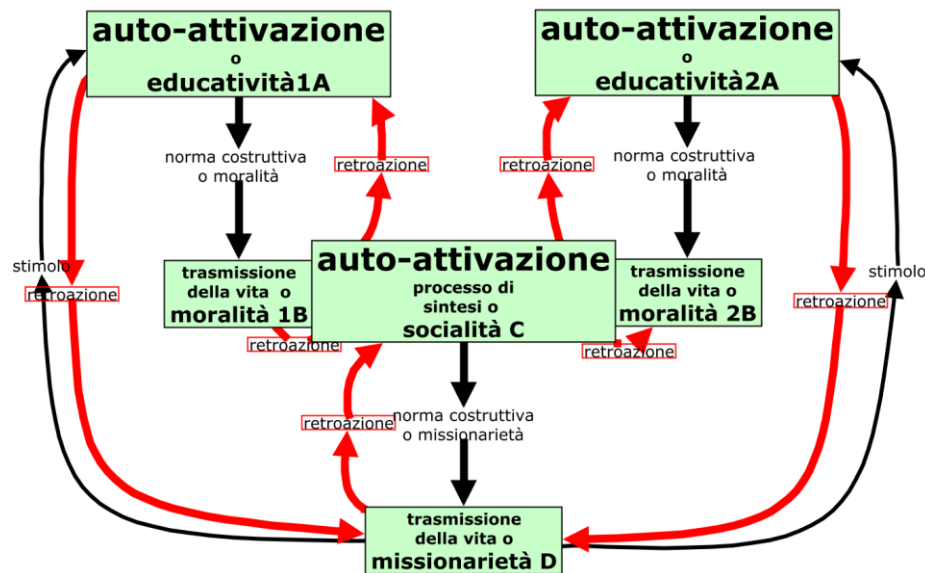 auto-attivazione
o
educatività1A
auto-attivazione
o
educatività2A
norma costruttiva
o moralità
retroazione
retroazione
norma costruttiva
o moralità
stimolo
retroazione
trasmissione
della vita o
moralità 1B
auto-attivazione
processo di
sintesi o
socialità C
trasmissione
della vita o
moralità 2B
stimolo
retroazione
retroazione
retroazione
retroazione
norma costruttiva
o missionarietà
trasmissione
della vita o
missionarietà D